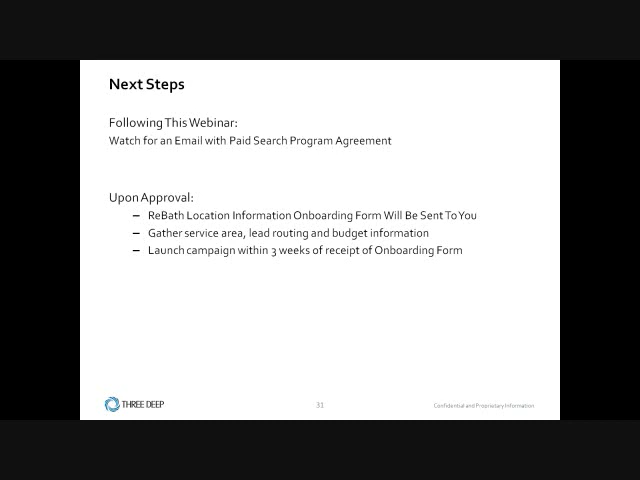 Next Steps
Following This Webinar:
Watch for an Email with Paid Search Program Agreement
Upon Approval:
– ReBath Location Information Onboarding Form Will Be Sent To You
– Gather service area, lead routing and budget information
– Launch campaign within 3 weeks of receipt of Onboarding Form
THREE DEEP
31
Confidential and Proprietary Information